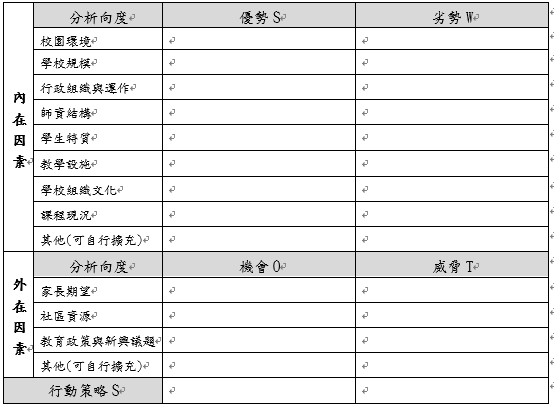 分析向度 優勢 S 劣勢 W
內在因素
校園環境
學校規模
行政組織與運作
師資結構
學生特質
教學設施
學校組織文化
課程現況
其他(可自行擴充)
分析向度 機會 O 威脅 T
外在因素
家長期望
社區資源
教育政策與新興議題
其他(可自行擴充)
行動策略 S